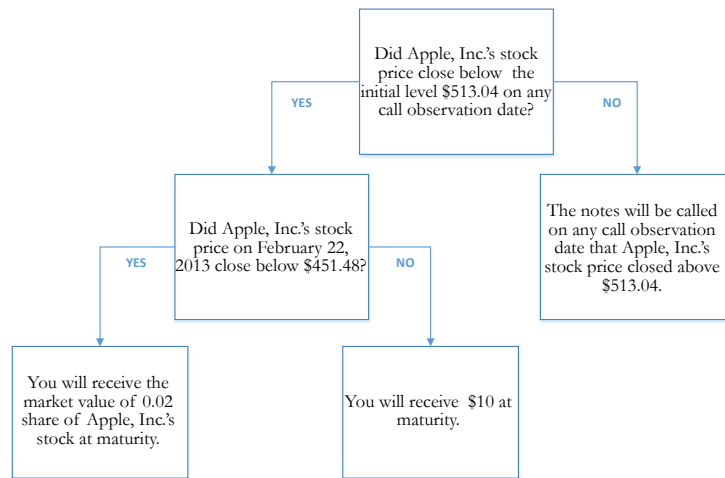 Did Apple, Inc.'s stock
price close below the
initial level $513.04 on any
call observation date?
YES
NO
Did Apple, Inc.'s stock
price on February 22,
2013 close below $451.48?
The notes will be called
on any call observation
date that Apple, Inc.'s
stock price closed above
$513.04.
YES
NO
You will receive the
market value of 0.02
share of Apple, Inc.'s
stock at maturity.
You will receive $10 at
maturity.